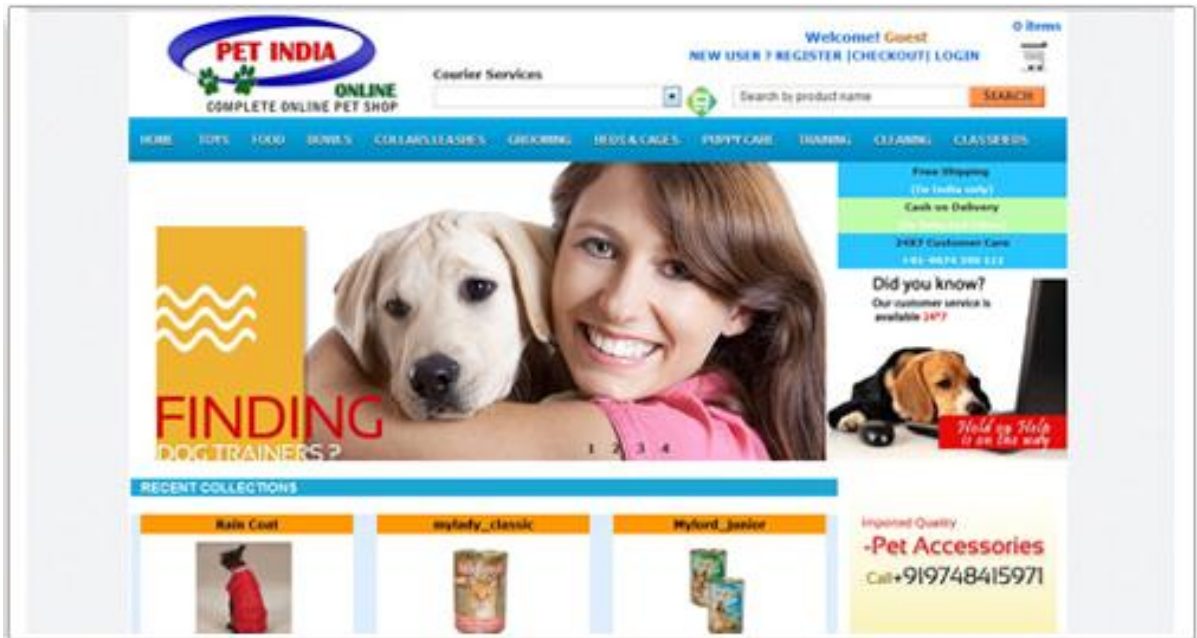 PET INDIA
ONLINE
COMPLETE ONLINE PET SHOP
Courier Services
Welcome! Guest
0 items
NEW USER ? REGISTER |CHECKOUT| LOGIN
Search by product name
SEARCH
HOME TOYS FOOD BOWLS COLLARS LEASHES GROOMING BEDS & CAGES PUPPY CARE TRAINING CLEANING CLASSIFIEDS
Free Shipping
(In India only)
Cash on Delivery
24X7 Customer Care
Did you know?
Our customer service is
available 24*7
Hold on Help
is on the way
FINDING
DOG TRAINERS ?
1 2 3 4
RECENT COLLECTIONS
Rain Coat
mylady_classic
Mylord_junior
Imported Quality
-Pet Accessories
Call+919748415971